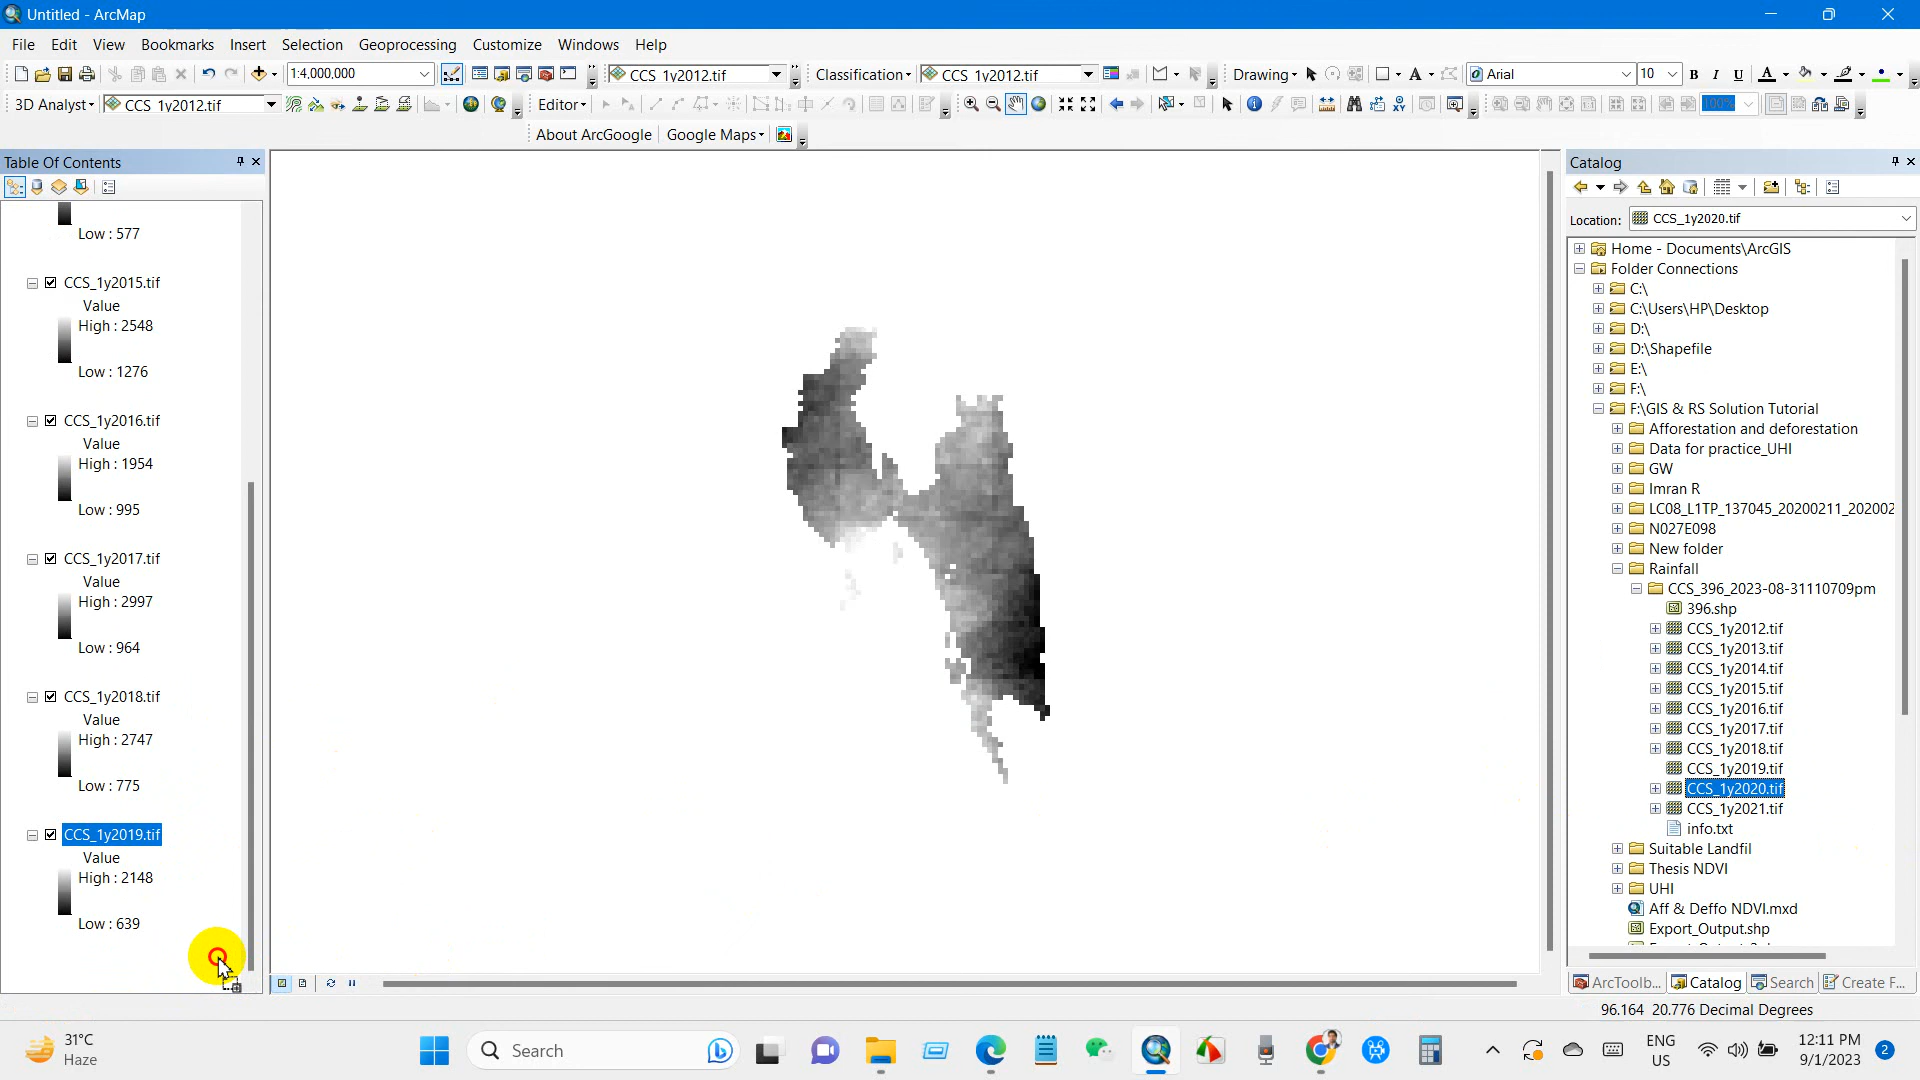 Untitled - ArcMap
File Edit View Bookmarks Insert Selection Geoprocessing Customize Windows Help
1:4,000,000 CCS_1y2012.tif Classification CCS_1y2012.tif Drawing Arial 10 B I U A
3D Analyst CCS_1y2012.tif Editor 100%
About ArcGoogle Google Maps
Table Of Contents
Low : 577
CCS_1y2015.tif
Value
High : 2548
Low : 1276
CCS_1y2016.tif
Value
High : 1954
Low : 995
CCS_1y2017.tif
Value
High : 2997
Low : 964
CCS_1y2018.tif
Value
High : 2747
Low : 775
CCS_1y2019.tif
Value
High : 2148
Low : 639
Catalog
Location: CCS_1y2020.tif
Home - Documents\ArcGIS
Folder Connections
C:\
C:\Users\HP\Desktop
D:\
D:\Shapefile
E:\
F:\
F:\GIS & RS Solution Tutorial
Afforestation and deforestation
Data for practice_UHI
GW
Imran R
LC08_L1TP_137045_20200211_202002
N027E098
New folder
Rainfall
CCS_396_2023-08-31110709pm
396.shp
CCS_1y2012.tif
CCS_1y2013.tif
CCS_1y2014.tif
CCS_1y2015.tif
CCS_1y2016.tif
CCS_1y2017.tif
CCS_1y2018.tif
CCS_1y2019.tif
CCS_1y2020.tif
CCS_1y2021.tif
info.txt
Suitable Landfil
Thesis NDVI
UHI
Aff & Deffo NDVI.mxd
Export_Output.shp
ArcToolb... Catalog Search Create F...
96.164 20.776 Decimal Degrees
31°C
Haze
Search
ENG
US
12:11 PM
9/1/2023
2